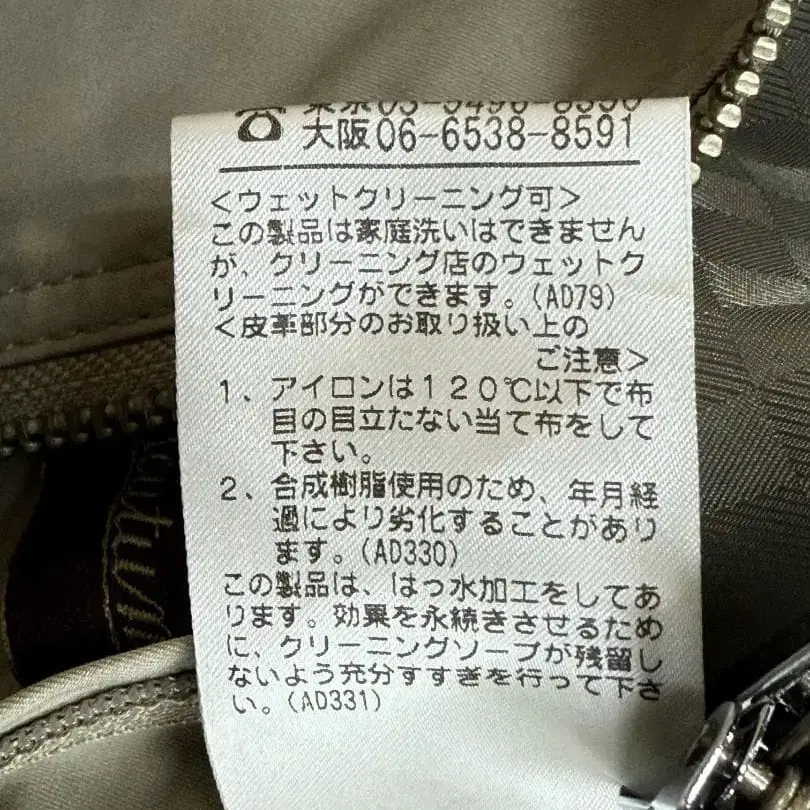 東京03-5496-8356
大阪06-6538-8591
<ウェットクリーニング可>
この製品は家庭洗いはできません
が、クリーニング店のウェットク
リーニングができます。(AD79)
<皮革部分のお取り扱い上の
ご注意>
1、アイロンは120℃以下で布
目の目立たない当て布をして
下さい。
2、合成樹脂使用のため、年月経
過により劣化することがあり
ます。(AD330)
この製品は、はっ水加工をしてあ
ります。効果を永続きさせるため
に、クリーニングソープが残留し
ないよう充分すすぎを行って下さ
い。(AD331)